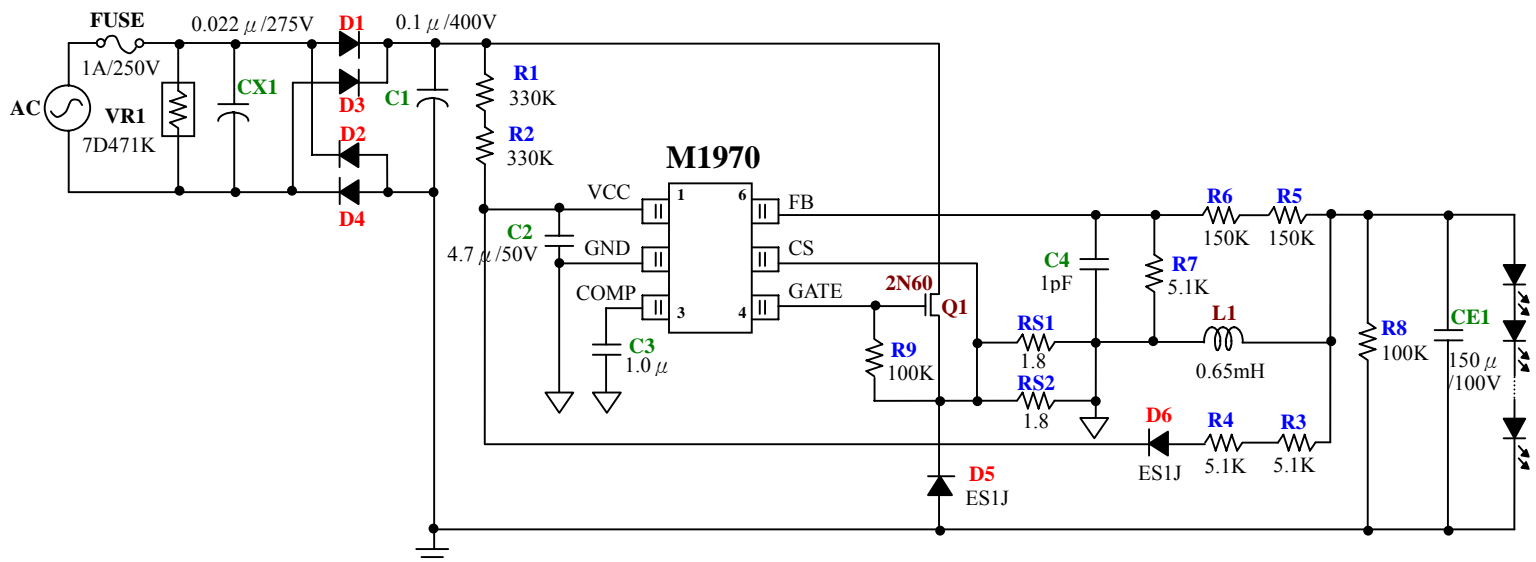 FUSE
1A/250V
0.022μ/275V
D1
0.1μ/400V
AC
VR1
7D471K
CX1
D3
D2
D4
C1
R1
330K
R2
330K
M1970
VCC
1
6
FB
GND
CS
COMP
3
4
GATE
C2
4.7μ/50V
C3
1.0μ
2N60
Q1
R9
100K
RS1
1.8
RS2
1.8
C4
1pF
R6
150K
R5
150K
R7
5.1K
L1
0.65mH
R8
100K
CE1
150μ
/100V
D6
ES1J
R4
5.1K
R3
5.1K
D5
ES1J